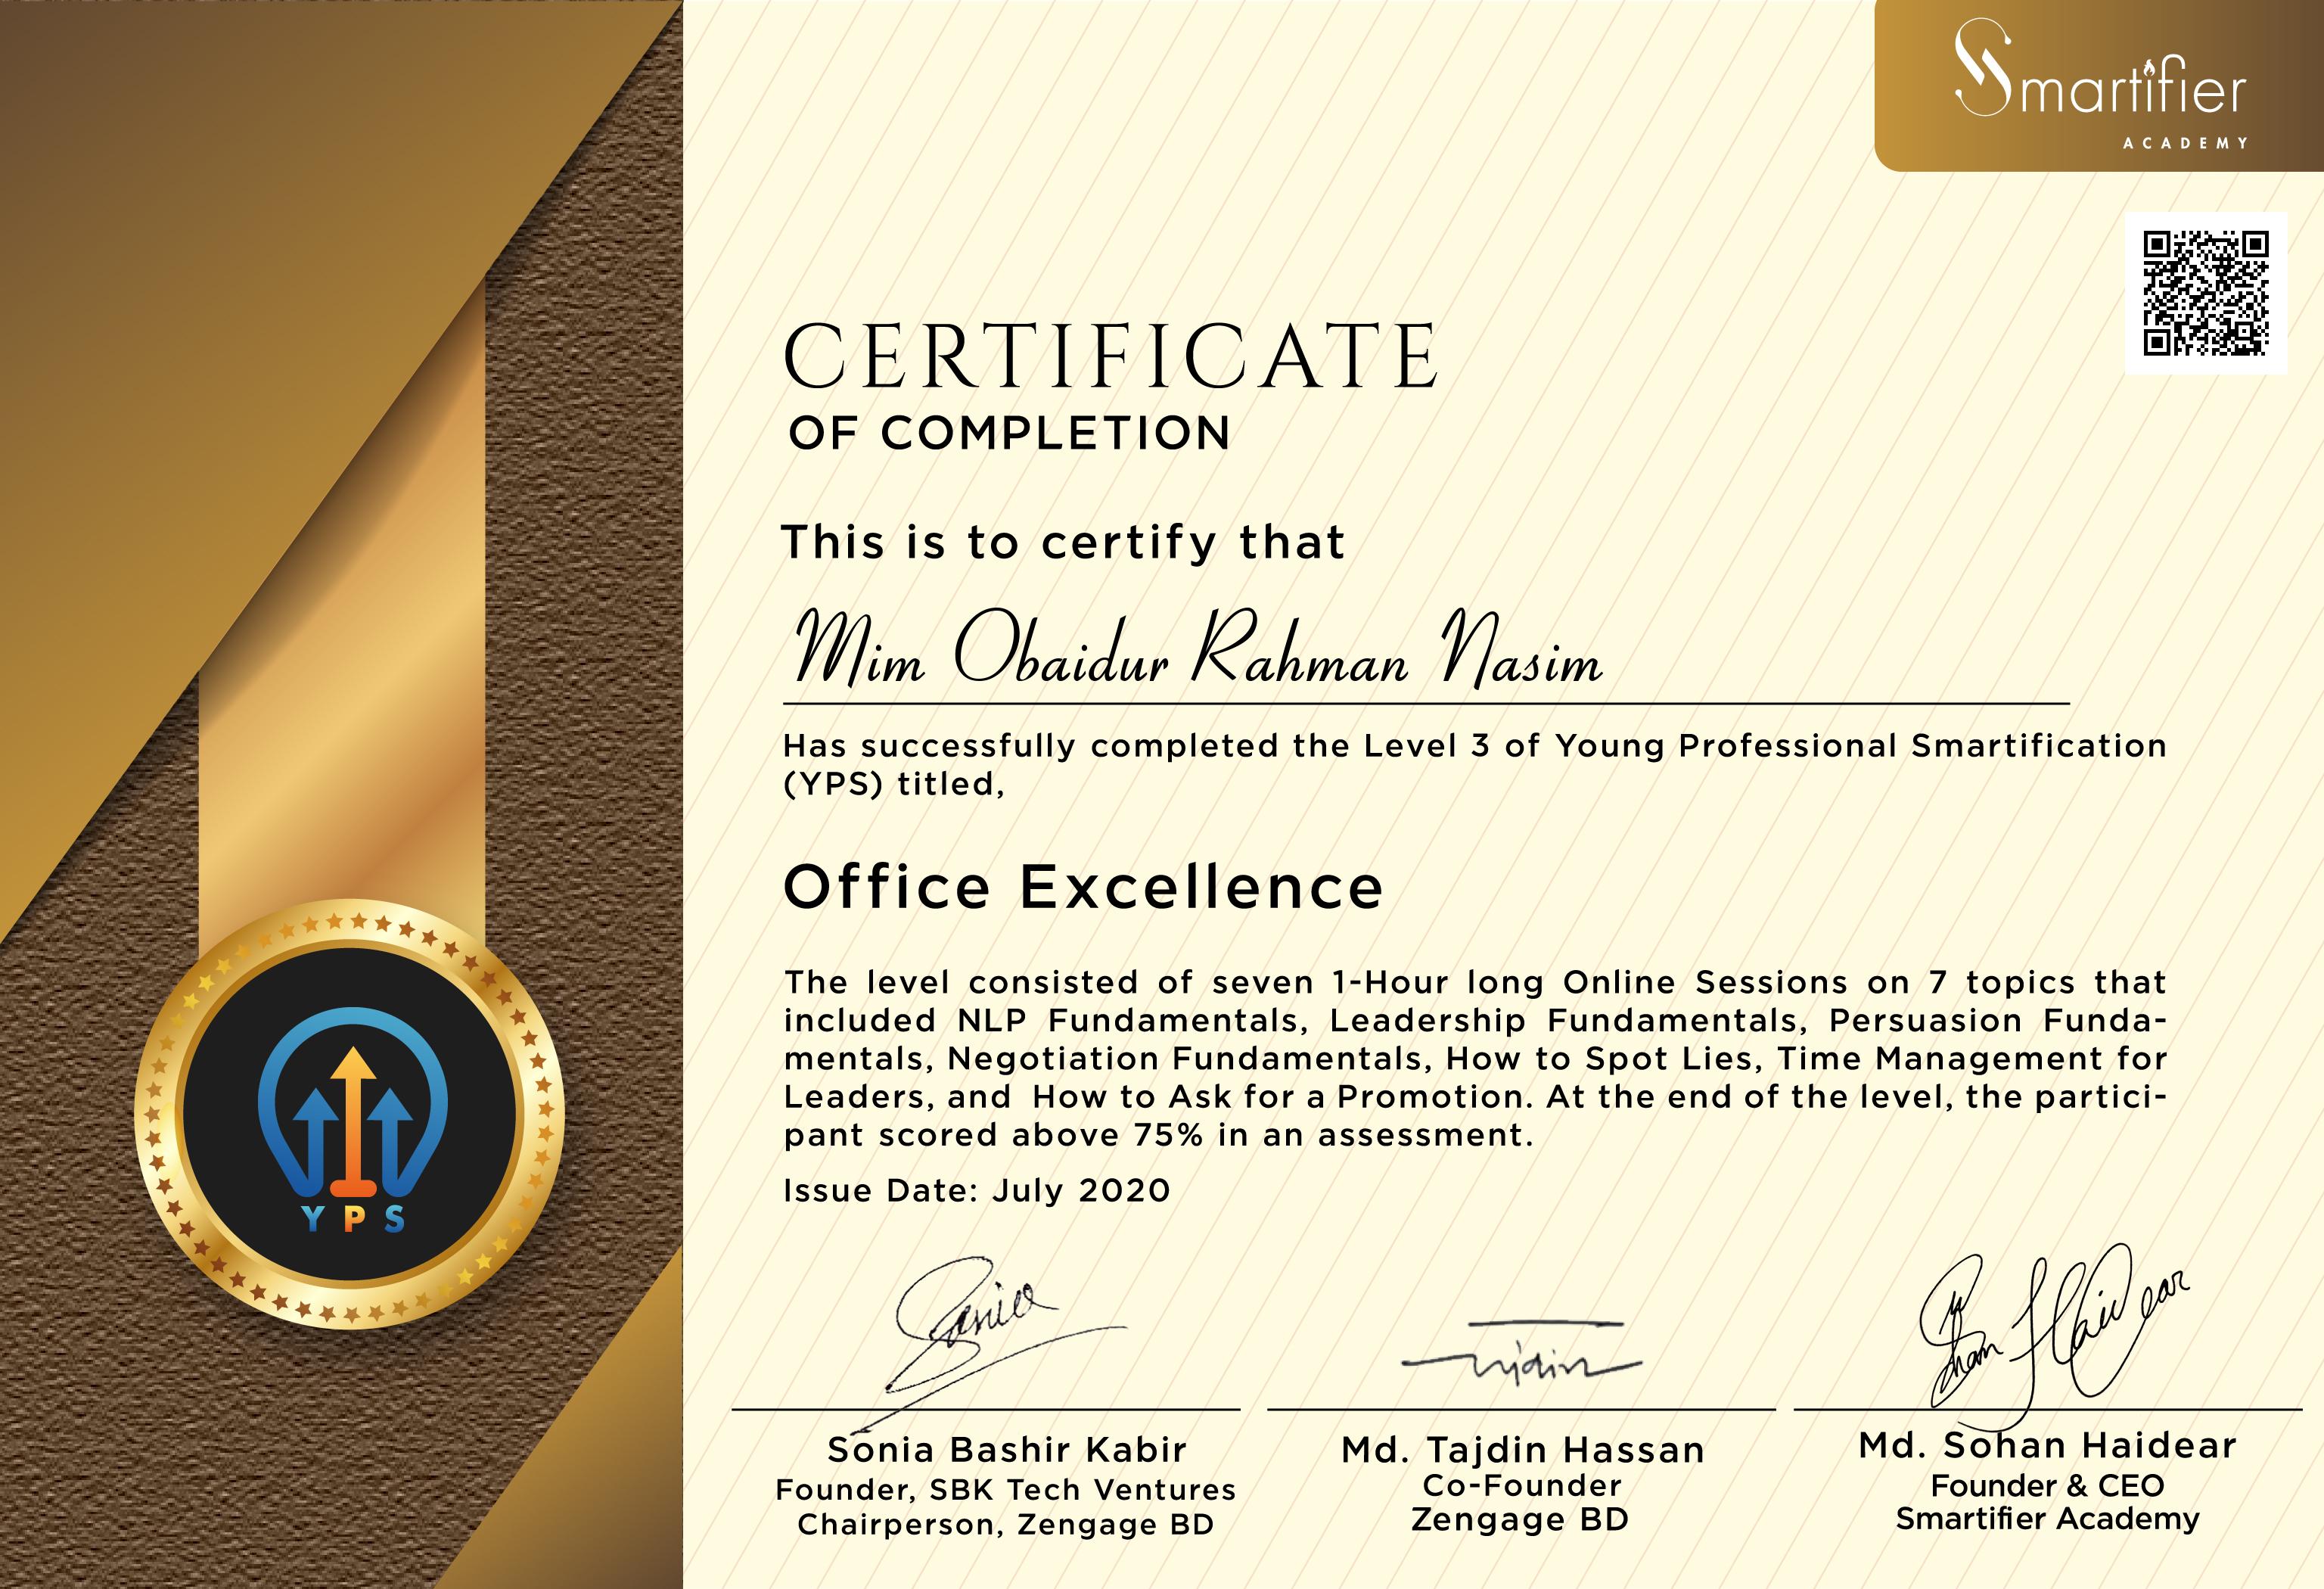 Smartifier
ACADEMY
CERTIFICATE
OF COMPLETION
This is to certify that
Mim Obaidur Rahman Nasim
Has successfully completed the Level 3 of Young Professional Smartification
(YPS) titled,
Office Excellence
The level consisted of seven 1-Hour long Online Sessions on 7 topics that
included NLP Fundamentals, Leadership Fundamentals, Persuasion Funda-
mentals, Negotiation Fundamentals, How to Spot Lies, Time Management for
Leaders, and How to Ask for a Promotion. At the end of the level, the partici-
pant scored above 75% in an assessment.
Issue Date: July 2020
YPS
Sonia
Tajdin
Sohan Haidear
Sonia Bashir Kabir
Founder, SBK Tech Ventures
Chairperson, Zengage BD
Md. Tajdin Hassan
Co-Founder
Zengage BD
Md. Sohan Haidear
Founder & CEO
Smartifier Academy